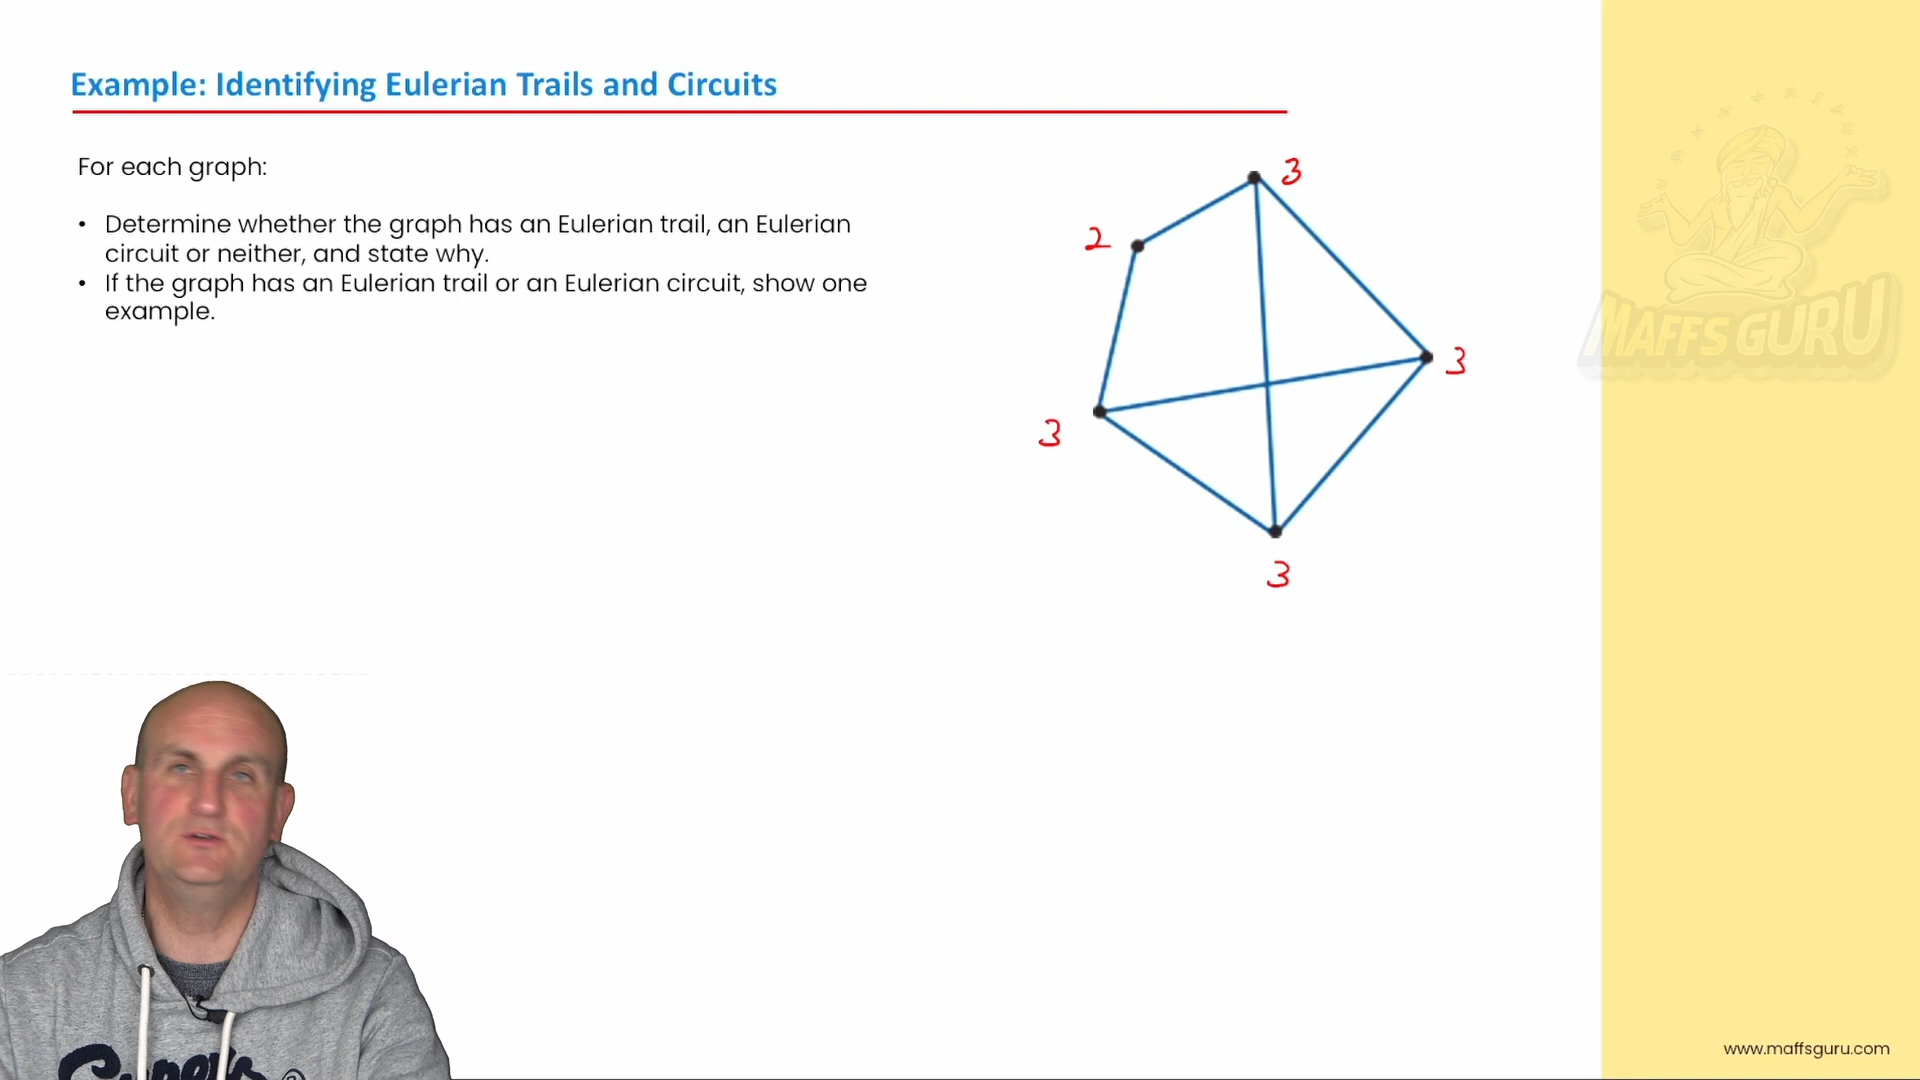 Example: Identifying Eulerian Trails and Circuits
For each graph:
• Determine whether the graph has an Eulerian trail, an Eulerian
circuit or neither, and state why.
• If the graph has an Eulerian trail or an Eulerian circuit, show one
example.
3
2
3
3
3
MAFFS GURU
www.maffsguru.com